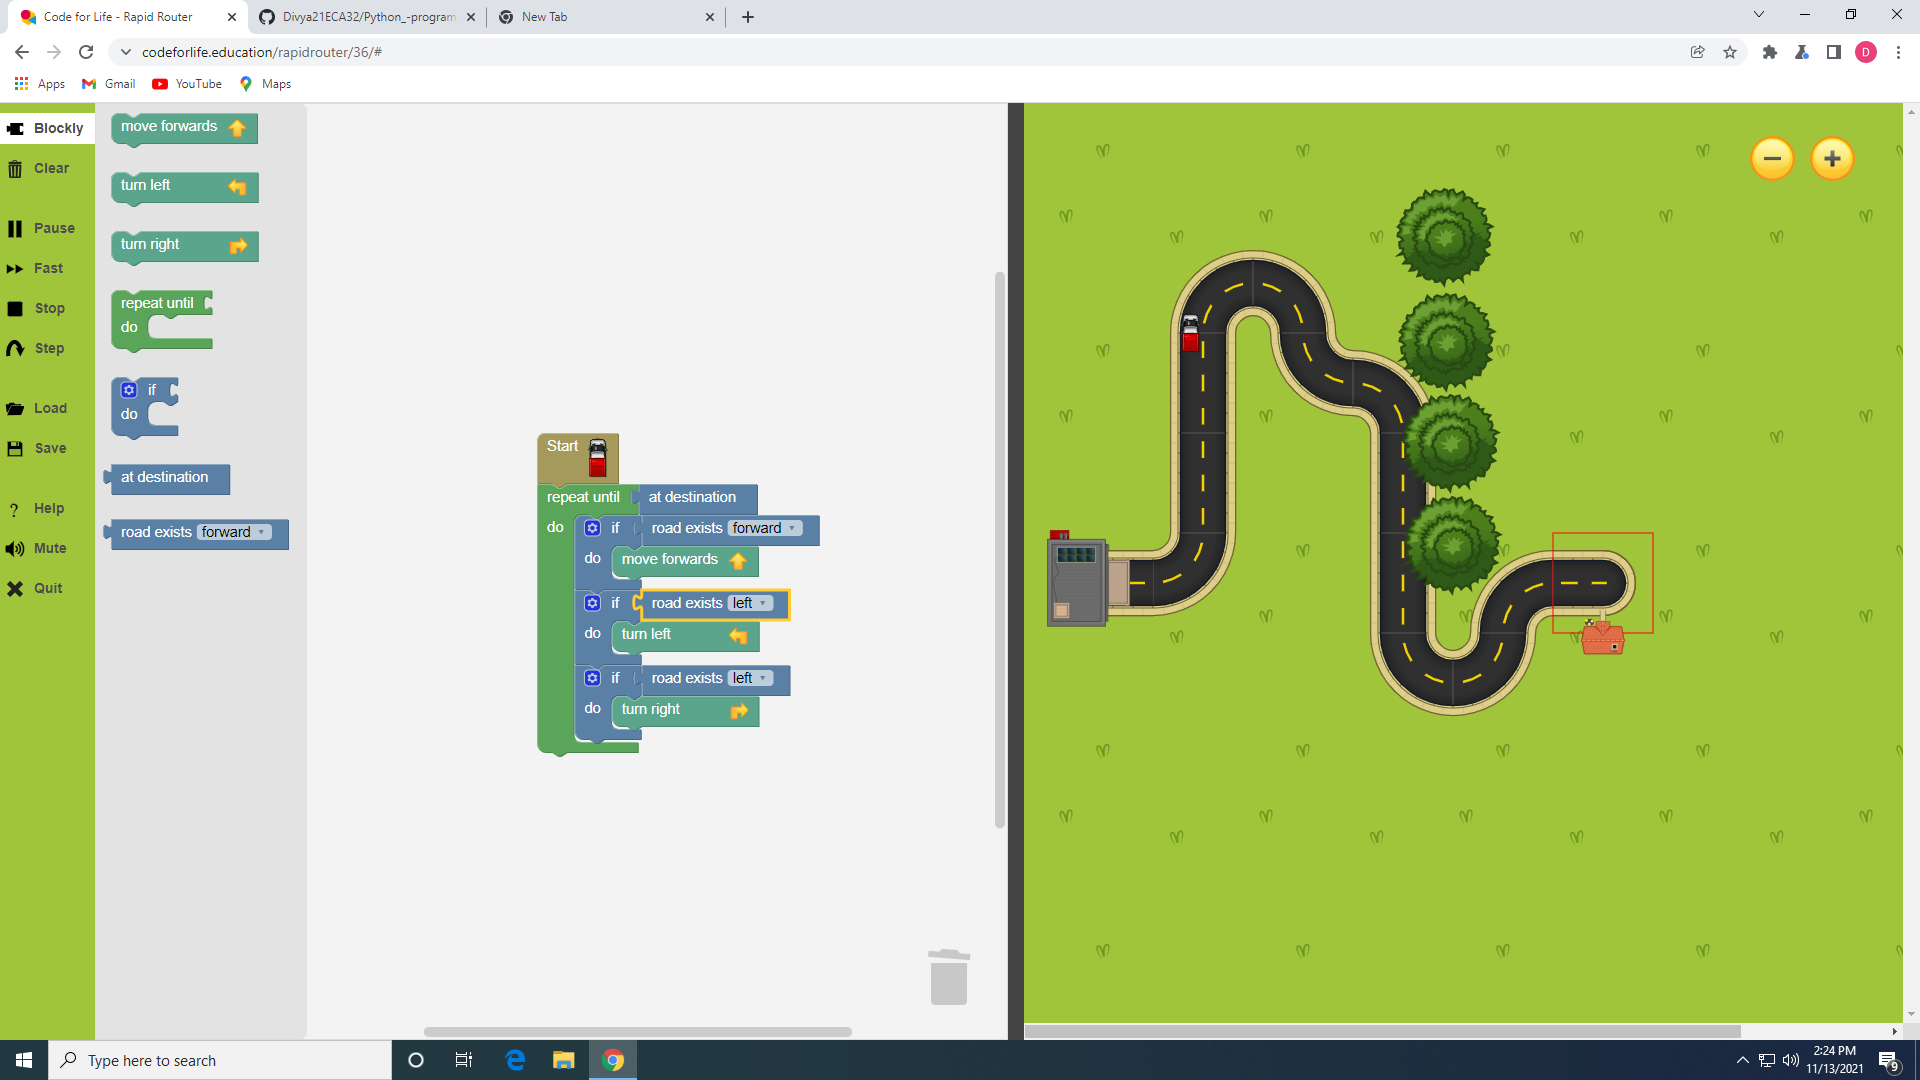 Code for Life - Rapid Router
Divya21ECA32/Python_-program
New Tab
codeforlife.education/rapidrouter/36/#
D
Apps
Gmail
YouTube
Maps
Blockly
Clear
Pause
Fast
Stop
Step
Load
Save
? Help
Mute
Quit
move forwards
turn left
turn right
repeat until
do
if
do
at destination
road exists forward
Start
repeat until at destination
do if road exists forward
do move forwards
if road exists left
do turn left
if road exists left
do turn right
Type here to search
2:24 PM
11/13/2021
9